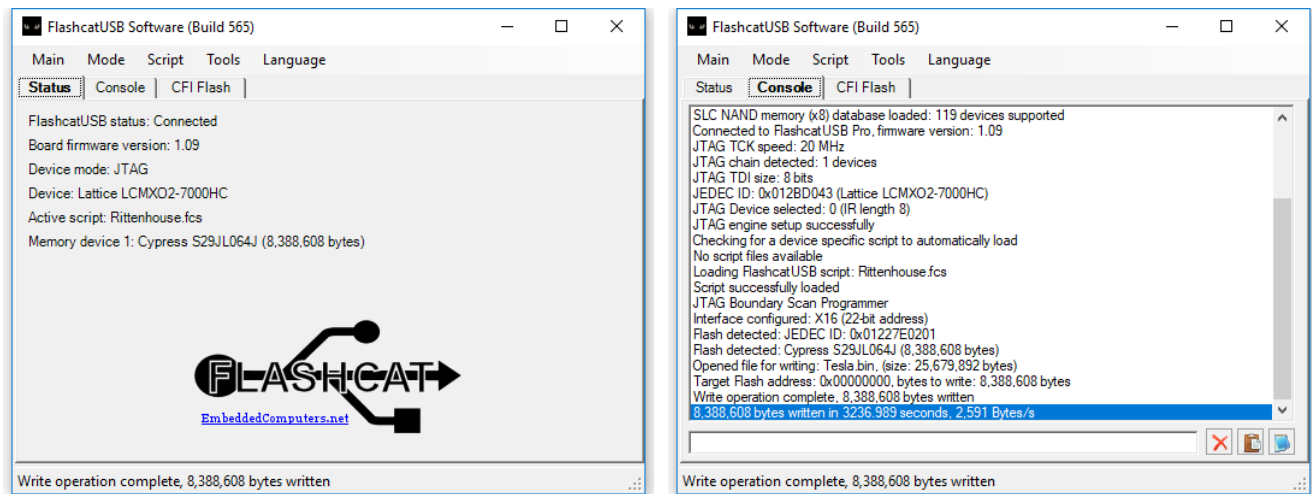 FlashcatUSB Software (Build 565)
Main Mode Script Tools Language
Status Console CFI Flash
FlashcatUSB status: Connected
Board firmware version: 1.09
Device mode: JTAG
Device: Lattice LCMXO2-7000HC
Active script: Rittenhouse.fcs
Memory device 1: Cypress S29JL064J (8,388,608 bytes)
FLASHCAT
EmbeddedComputers.net
Write operation complete, 8,388,608 bytes written
FlashcatUSB Software (Build 565)
Main Mode Script Tools Language
Status Console CFI Flash
SLC NAND memory (x8) database loaded: 119 devices supported
Connected to FlashcatUSB Pro, firmware version: 1.09
JTAG TCK speed: 20 MHz
JTAG chain detected: 1 devices
JTAG TDI size: 8 bits
JEDEC ID: 0x012BD043 (Lattice LCMXO2-7000HC)
JTAG Device selected: 0 (IR length 8)
JTAG engine setup successfully
Checking for a device specific script to automatically load
No script files available
Loading FlashcatUSB script: Rittenhouse.fcs
Script successfully loaded
JTAG Boundary Scan Programmer
Interface configured: X16 (22-bit address)
Flash detected: JEDEC ID: 0x01227E0201
Flash detected: Cypress S29JL064J (8,388,608 bytes)
Opened file for writing: Tesla.bin, (size: 25,679,892 bytes)
Target Flash address: 0x00000000, bytes to write: 8,388,608 bytes
Write operation complete, 8,388,608 bytes written
8,388,608 bytes written in 3236.989 seconds, 2,591 Bytes/s
Write operation complete, 8,388,608 bytes written